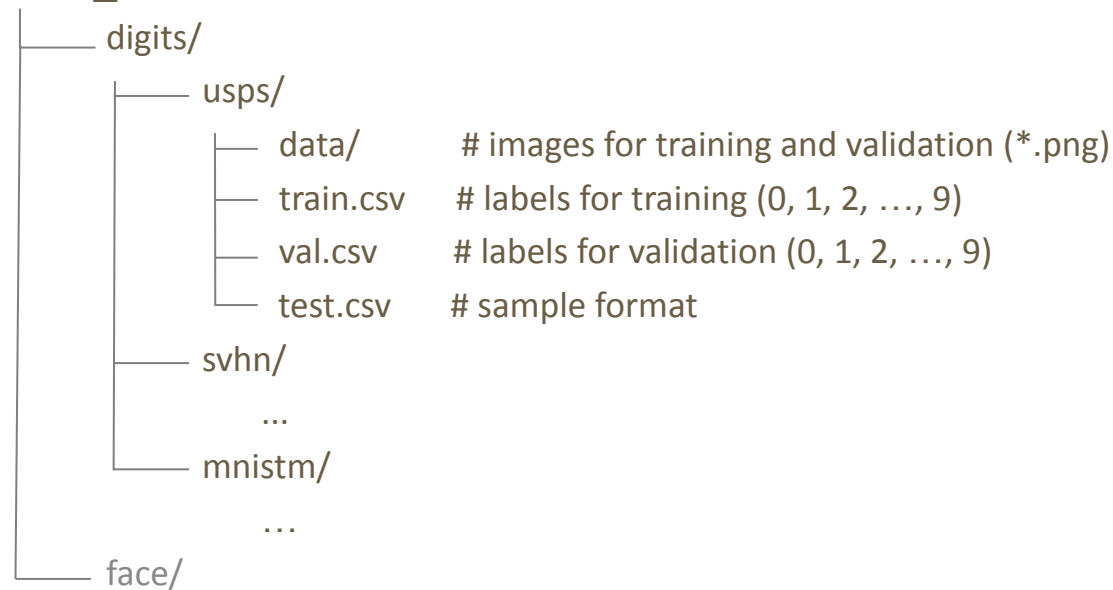 digits/
usps/
data/ # images for training and validation (*.png)
train.csv # labels for training (0, 1, 2, …, 9)
val.csv # labels for validation (0, 1, 2, …, 9)
test.csv # sample format
svhn/
...
mnistm/
…
face/